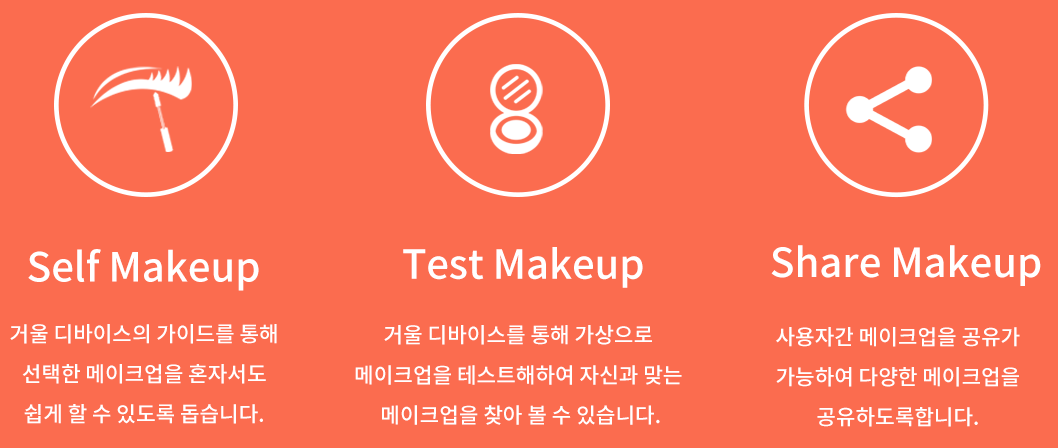 Self Makeup
거울 디바이스의 가이드를 통해
선택한 메이크업을 혼자서도
쉽게 할 수 있도록 돕습니다.
Test Makeup
거울 디바이스를 통해 가상으로
메이크업을 테스트해하여 자신과 맞는
메이크업을 찾아 볼 수 있습니다.
Share Makeup
사용자간 메이크업을 공유가
가능하여 다양한 메이크업을
공유하도록합니다.